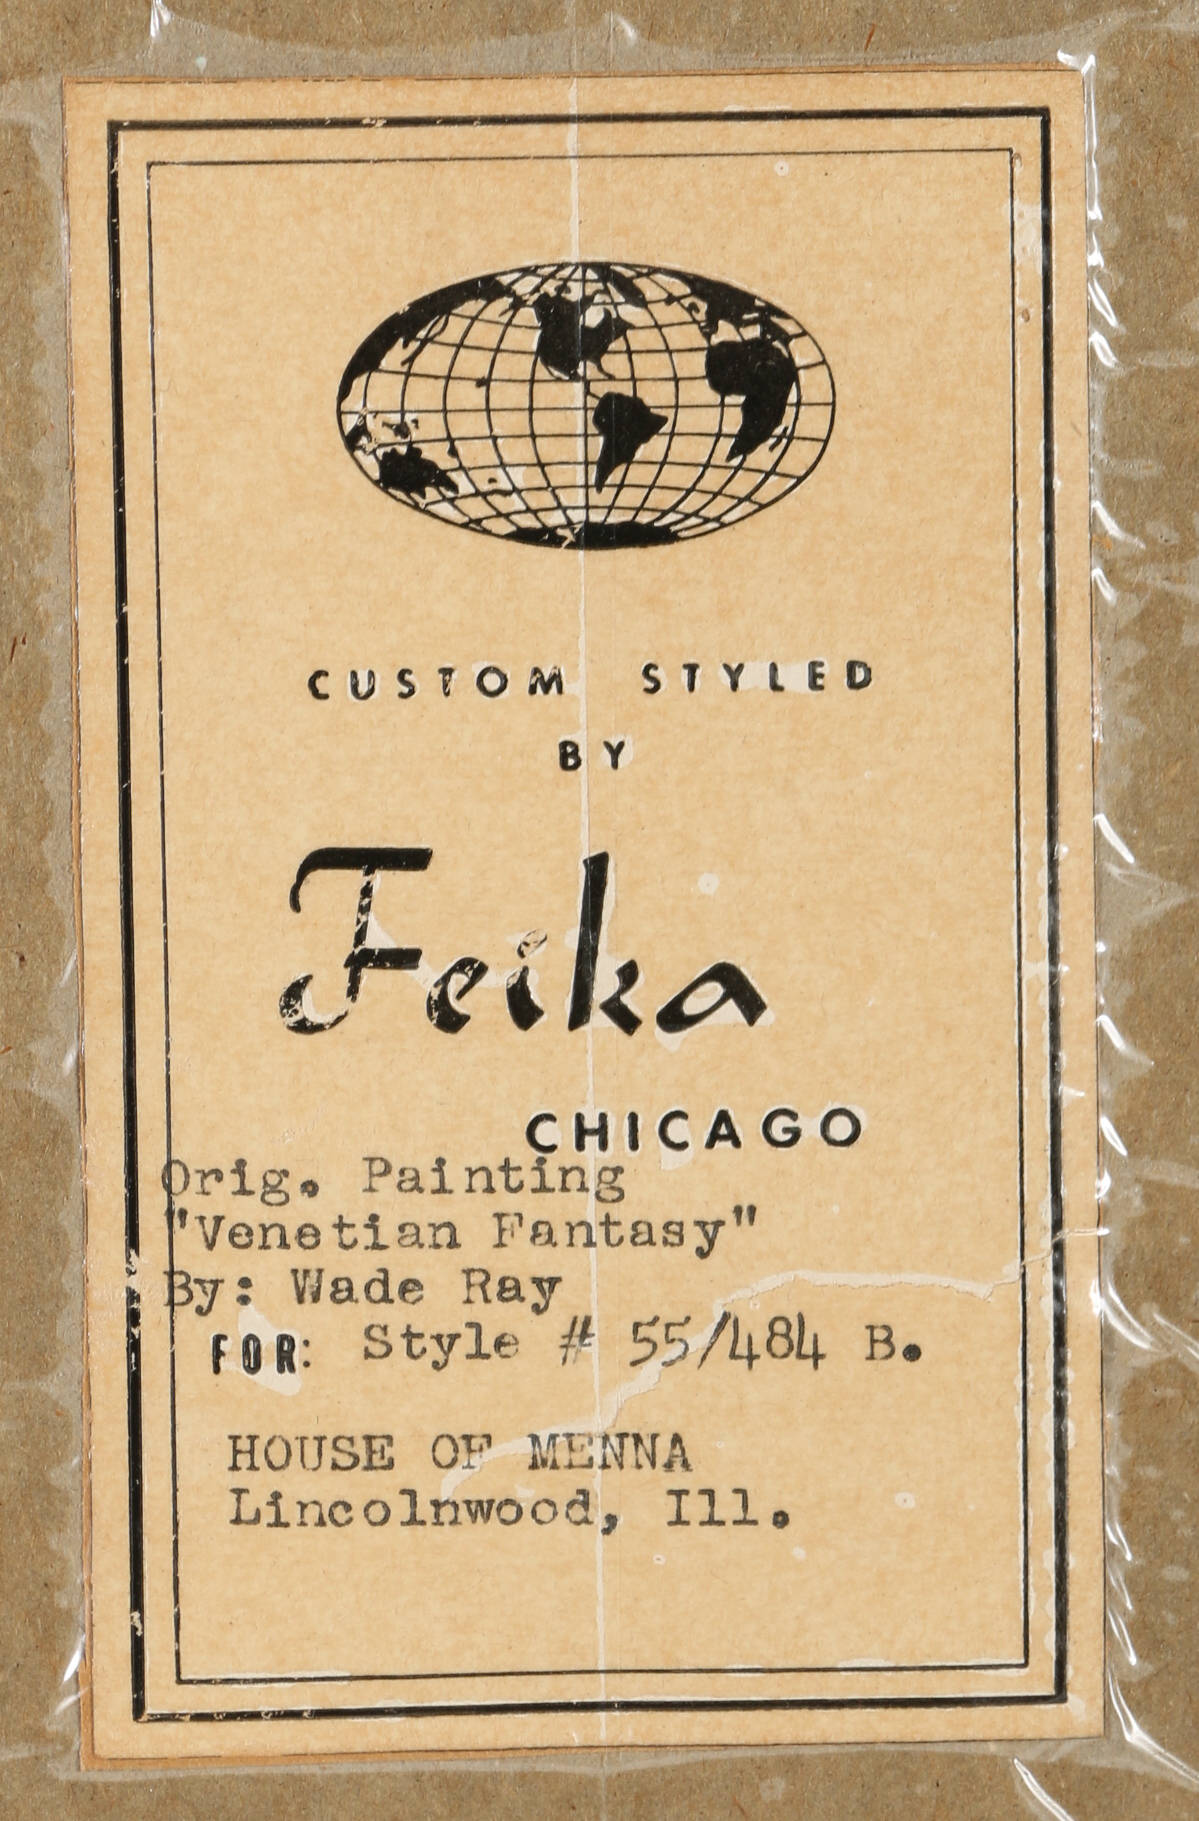 CUSTOM STYLED
BY
Feika
CHICAGO
Orig. Painting
"Venetian Fantasy"
By: Wade Ray
FOR: Style # 55/484 B.
HOUSE OF MENNA
Lincolnwood, Ill.